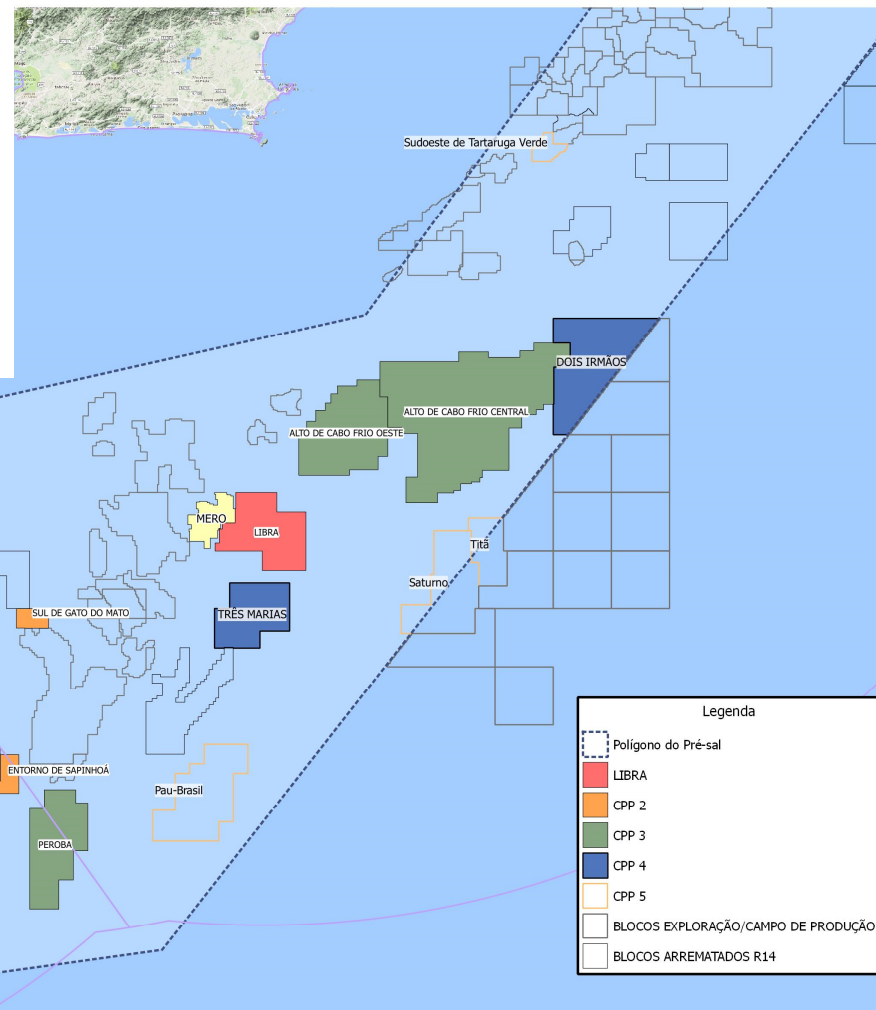 Sudoeste de Tartaruga Verde
DOIS IRMÃOS
ALTO DE CABO FRIO CENTRAL
ALTO DE CABO FRIO OESTE
MERO
LIBRA
Titã
Saturno
SUL DE GATO DO MATO
TRÊS MARIAS
ENTORNO DE SAPINHOÁ
Pau-Brasil
PEROBA
Legenda
Polígono do Pré-sal
LIBRA
CPP 2
CPP 3
CPP 4
CPP 5
BLOCOS EXPLORAÇÃO/CAMPO DE PRODUÇÃO
BLOCOS ARREMATADOS R14